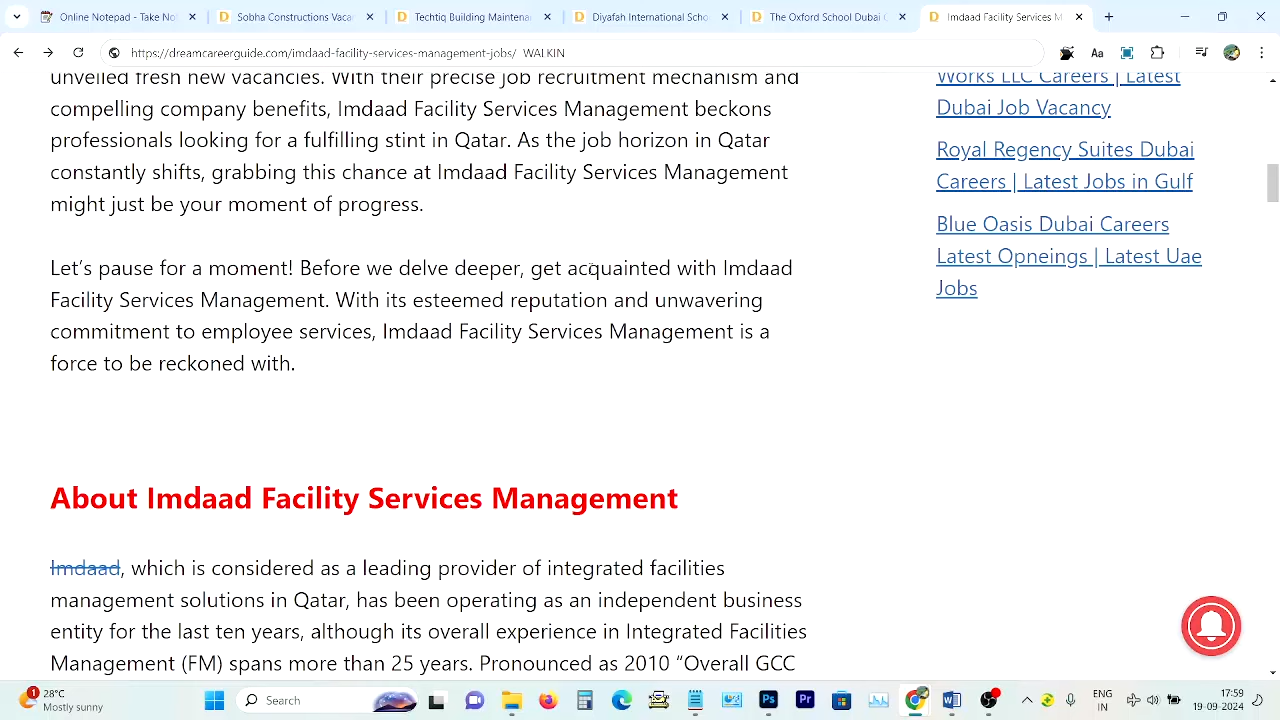 Online Notepad - Take No
Sobha Constructions Vaca
Techtiq Building Maintena
Diyafah International Scho
The Oxford School Dubai C
Imdaad Facility Services M
https://dreamcareerguide.com/imdaad-facility-services-management-jobs/ WALKIN
Aa
unveiled fresh new vacancies. With their precise job recruitment mechanism and
compelling company benefits, Imdaad Facility Services Management beckons
professionals looking for a fulfilling stint in Qatar. As the job horizon in Qatar
constantly shifts, grabbing this chance at Imdaad Facility Services Management
might just be your moment of progress.
Let’s pause for a moment! Before we delve deeper, get acquainted with Imdaad
Facility Services Management. With its esteemed reputation and unwavering
commitment to employee services, Imdaad Facility Services Management is a
force to be reckoned with.
About Imdaad Facility Services Management
Imdaad, which is considered as a leading provider of integrated facilities
management solutions in Qatar, has been operating as an independent business
entity for the last ten years, although its overall experience in Integrated Facilities
Management (FM) spans more than 25 years. Pronounced as 2010 “Overall GCC
Works LLC Careers | Latest
Dubai Job Vacancy
Royal Regency Suites Dubai
Careers | Latest Jobs in Gulf
Blue Oasis Dubai Careers
Latest Opneings | Latest Uae
Jobs
1
28°C
Mostly sunny
Search
Ps
Pr
W
ENG
IN
17:59
19-09-2024